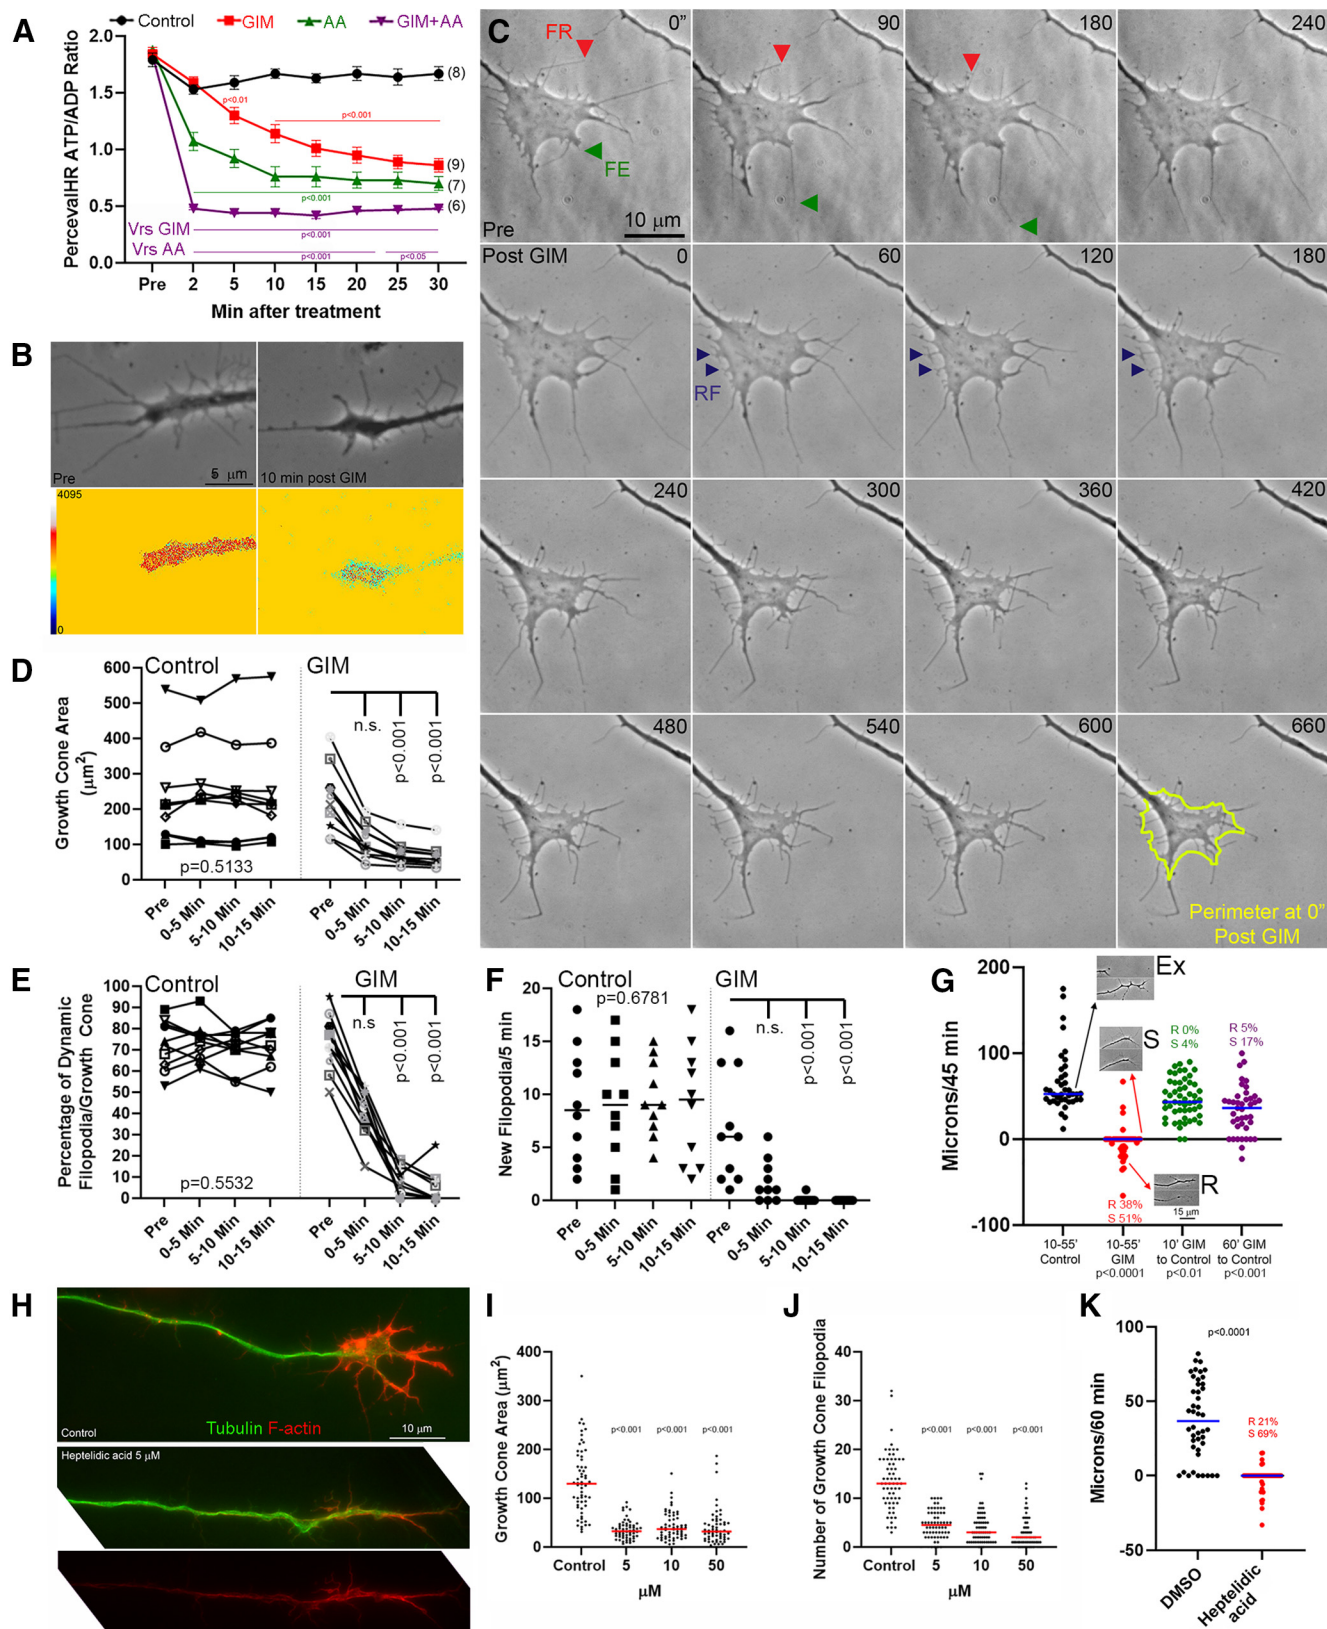 A
Control GIM AA GIM+AA
PercevalHR ATP/ADP Ratio
2.0
1.5
1.0
0.5
0.0
p<0.01
p<0.001
p<0.001
(8)
(9)
(7)
(6)
Vrs GIM
p<0.001
Vrs AA
p<0.001
p<0.05
Pre 2 5 10 15 20 25 30
Min after treatment
B
Pre
5 μm
10 min post GIM
4095
0
C
FR
FE
0”
90
180
240
10 μm
Pre
Post GIM
0
60
120
180
RF
240
300
360
420
480
540
600
660
Perimeter at 0”
Post GIM
D
Control
GIM
Growth Cone Area
(μm²)
600
500
400
300
200
100
0
n.s.
p<0.001
p<0.001
p=0.5133
Pre 0-5 Min 5-10 Min 10-15 Min
Pre 0-5 Min 5-10 Min 10-15 Min
E
Control
GIM
Percentage of Dynamic
Filopodia/Growth Cone
100
90
80
70
60
50
40
30
20
10
0
n.s
p<0.001
p<0.001
p=0.5532
Pre 0-5 Min 5-10 Min 10-15 Min
Pre 0-5 Min 5-10 Min 10-15 Min
F
Control
GIM
p=0.6781
New Filopodia/5 min
20
15
10
5
0
n.s.
p<0.001
p<0.001
Pre 0-5 Min 5-10 Min 10-15 Min
Pre 0-5 Min 5-10 Min 10-15 Min
G
Microns/45 min
200
100
0
-100
Ex
S
R
R 0%
S 4%
R 5%
S 17%
R 38%
S 51%
15 μm
10-55'
Control
10-55'
GIM
p<0.0001
10' GIM
to Control
p<0.01
60' GIM
to Control
p<0.001
H
Tubulin F-actin
Control
10 μm
Heptelidic acid 5 μM
I
Growth Cone Area (μm²)
400
300
200
100
0
p<0.001 p<0.001 p<0.001
Control 5 10 50
μM
J
Number of Growth Cone Filopodia
40
30
20
10
0
p<0.001 p<0.001 p<0.001
Control 5 10 50
μM
K
Microns/60 min
100
50
0
-50
p<0.0001
R 21%
S 69%
DMSO
Heptelidic
acid